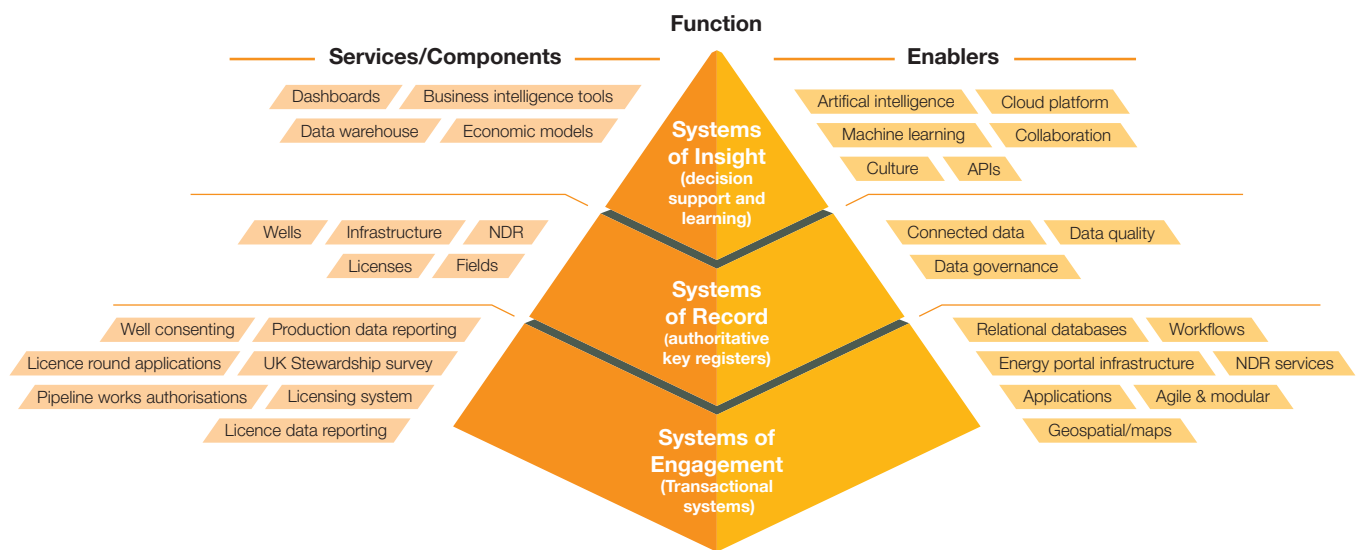 Function
Services/Components
Enablers
Dashboards
Business intelligence tools
Data warehouse
Economic models
Systems
of Insight
(decision
support and
learning)
Artifical intelligence
Cloud platform
Machine learning
Collaboration
Culture
APIs
Wells
Infrastructure
NDR
Licenses
Fields
Systems
of Record
(authoritative
key registers)
Connected data
Data quality
Data governance
Well consenting
Production data reporting
Licence round applications
UK Stewardship survey
Pipeline works authorisations
Licensing system
Licence data reporting
Systems of
Engagement
(Transactional
systems)
Relational databases
Workflows
Energy portal infrastructure
NDR services
Applications
Agile & modular
Geospatial/maps